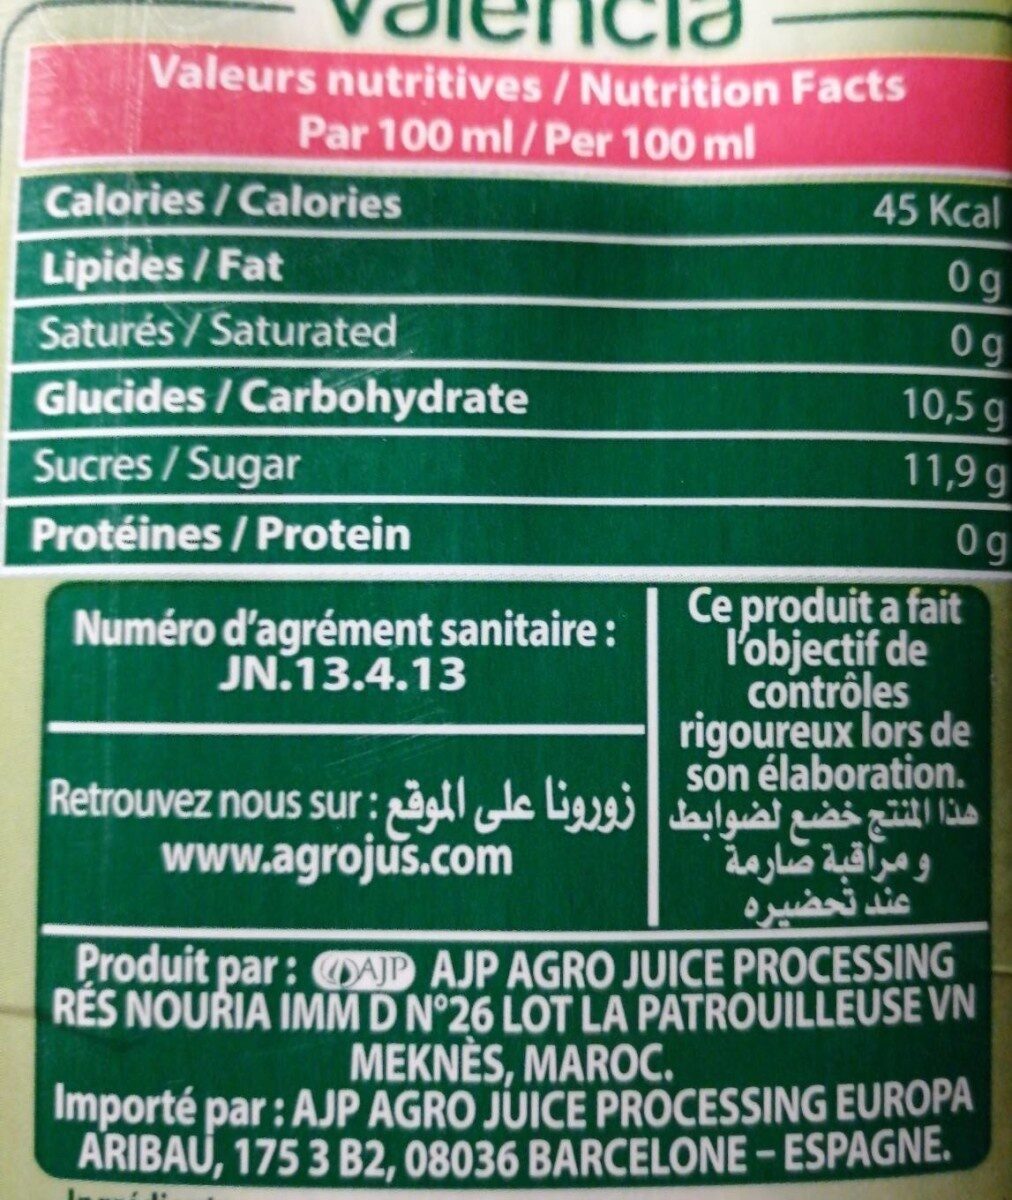 Valencia
Valeurs nutritives / Nutrition Facts
Par 100 ml / Per 100 ml
Calories / Calories 45 Kcal
Lipides / Fat 0 g
Saturés / Saturated 0 g
Glucides / Carbohydrate 10,5 g
Sucres / Sugar 11,9 g
Protéines / Protein 0 g
Numéro d'agrément sanitaire :
JN.13.4.13
Retrouvez nous sur : زورونا على الموقع
www.agrojus.com
Ce produit a fait
l'objectif de
contrôles
rigoureux lors de
son élaboration.
هذا المنتج خضع لضوابط
و مراقبة صارمة
عند تحضيره
Produit par : AJP AJP AGRO JUICE PROCESSING
RÉS NOURIA IMM D N°26 LOT LA PATROUILLEUSE VN
MEKNÈS, MAROC.
Importé par : AJP AGRO JUICE PROCESSING EUROPA
ARIBAU, 175 3 B2, 08036 BARCELONE – ESPAGNE.